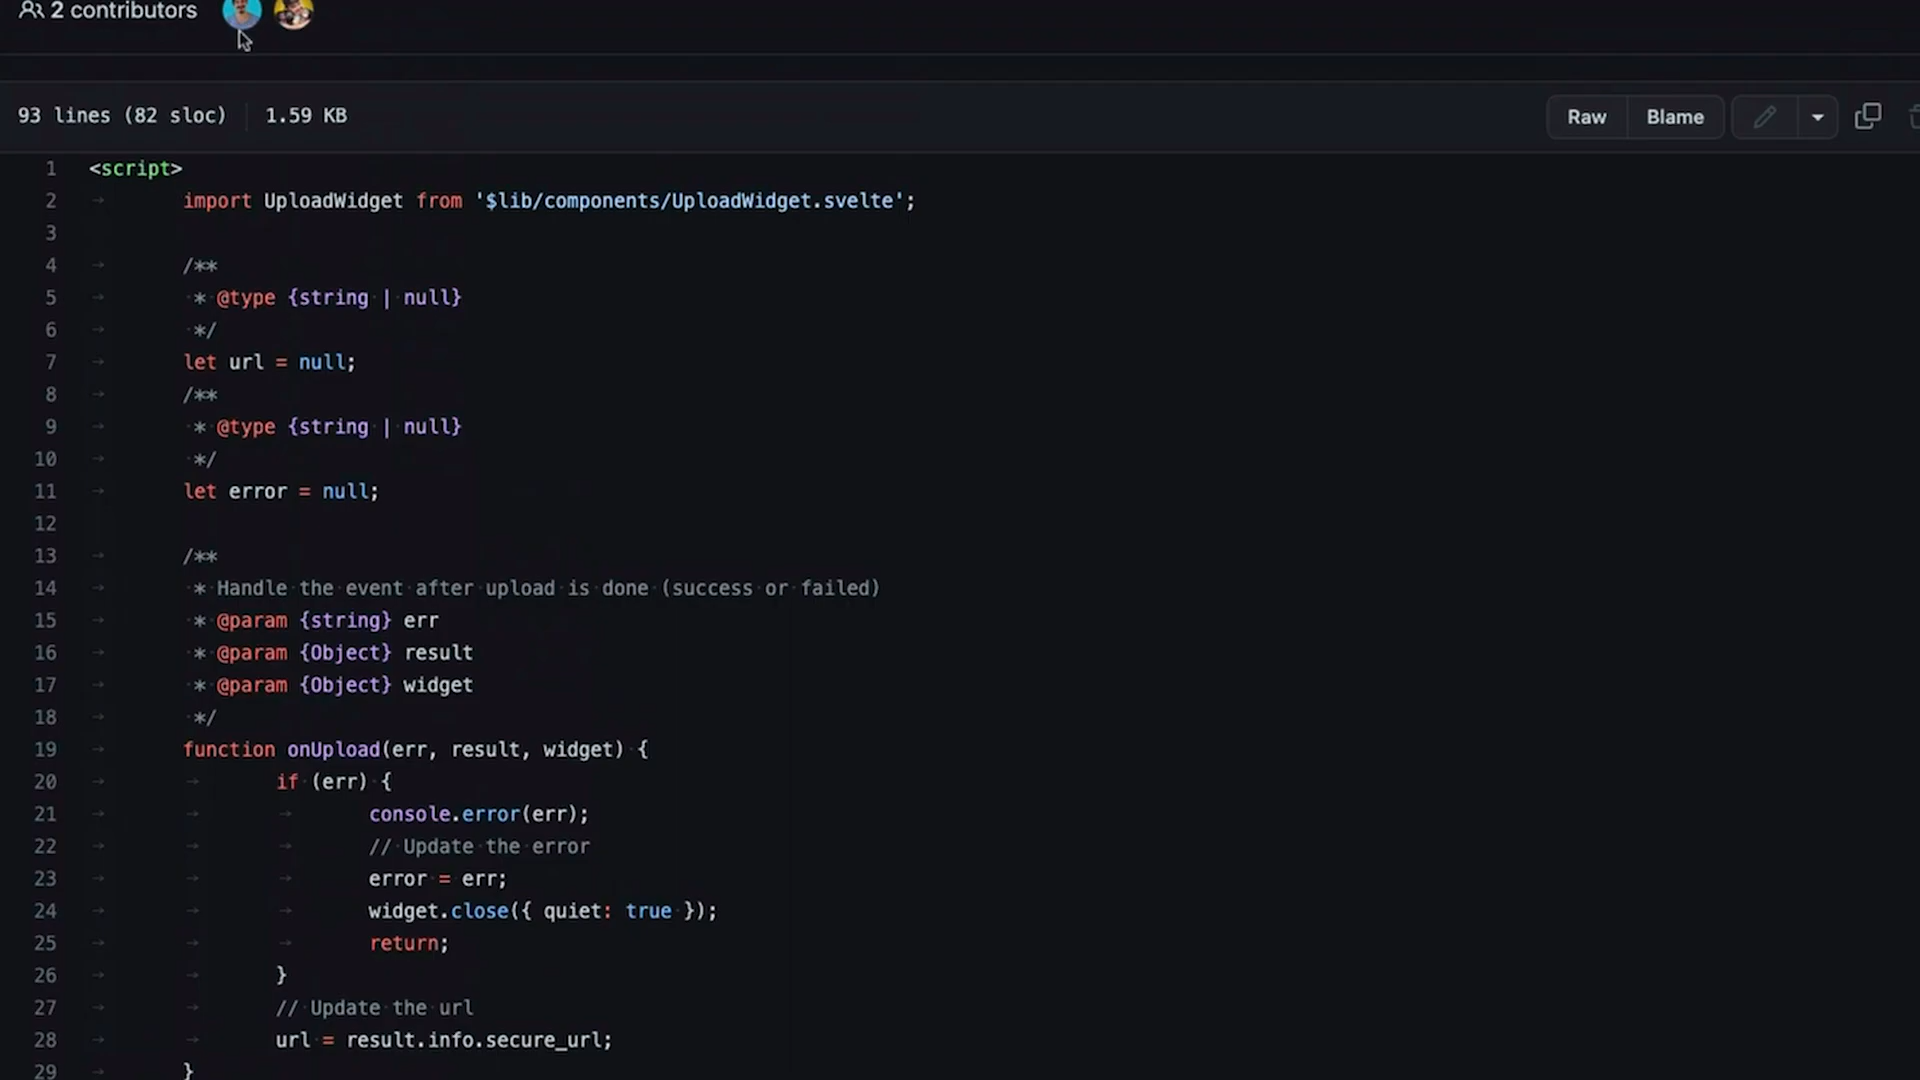 2 contributors
93 lines (82 sloc) 1.59 KB Raw Blame
1 <script>
2 import UploadWidget from '$lib/components/UploadWidget.svelte';
3
4 /**
5 * @type {string | null}
6 */
7 let url = null;
8 /**
9 * @type {string | null}
10 */
11 let error = null;
12
13 /**
14 * Handle the event after upload is done (success or failed)
15 * @param {string} err
16 * @param {Object} result
17 * @param {Object} widget
18 */
19 function onUpload(err, result, widget) {
20 if (err) {
21 console.error(err);
22 // Update the error
23 error = err;
24 widget.close({ quiet: true });
25 return;
26 }
27 // Update the url
28 url = result.info.secure_url;
29 }